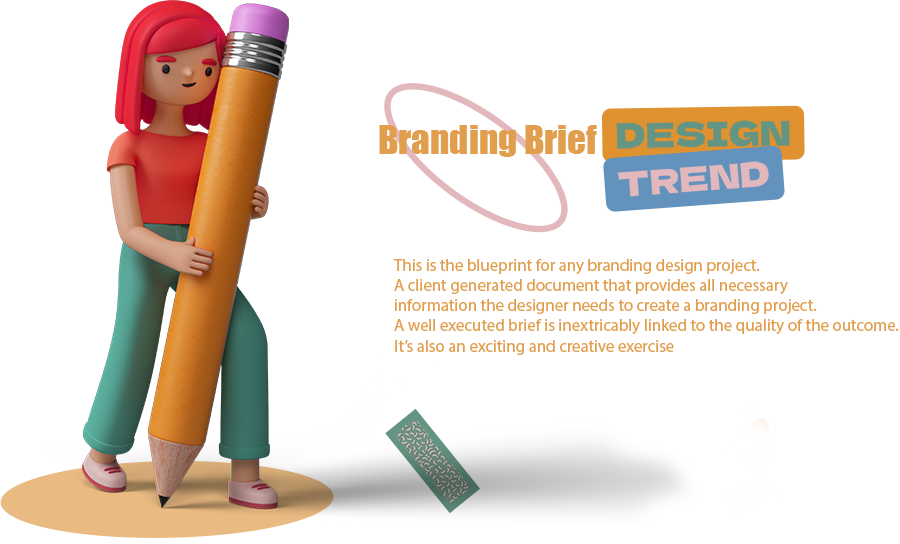 Branding Brief DESIGN
TREND
This is the blueprint for any branding design project.
A client generated document that provides all necessary
information the designer needs to create a branding project.
A well executed brief is inextricably linked to the quality of the outcome.
It's also an exciting and creative exercise